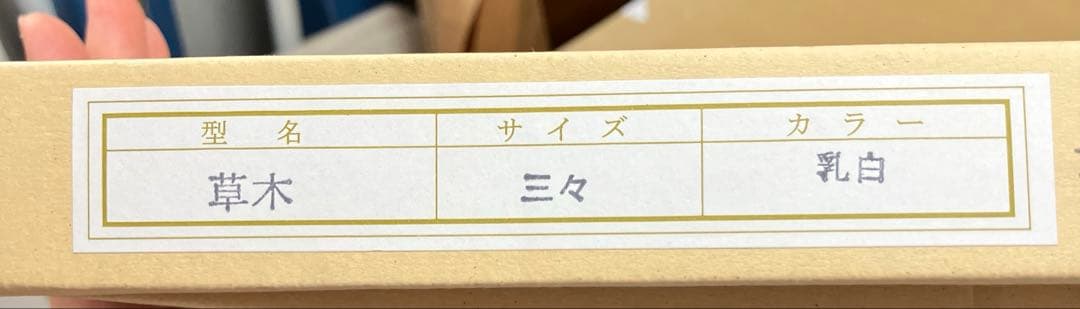 型名 サイズ カラー
草木 三々 乳白